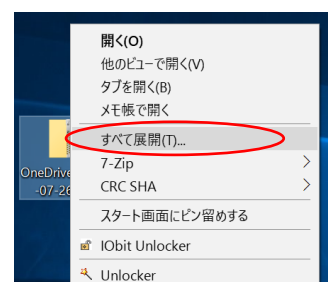 開く(O)
他のビューで開く(V)
タブを開く(B)
メモ帳で開く
すべて展開(T)...
7-Zip
CRC SHA
スタート画面にピン留めする
IObit Unlocker
Unlocker
OneDrive
-07-26